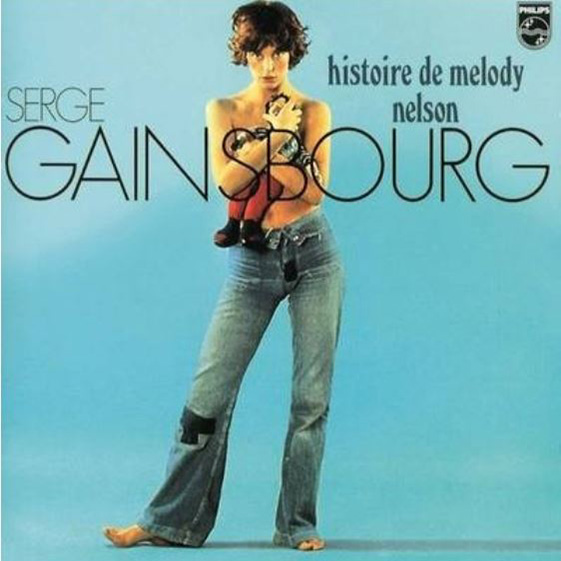 PHILIPS
histoire de melody
nelson
SERGE
GAINSBOURG